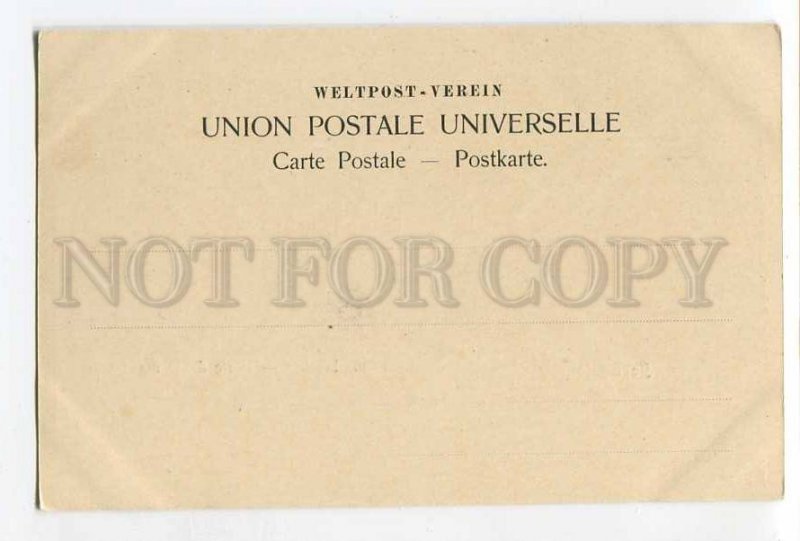 WELTPOST-VEREIN
UNION POSTALE UNIVERSELLE
Carte Postale — Postkarte.
NOT FOR COPY